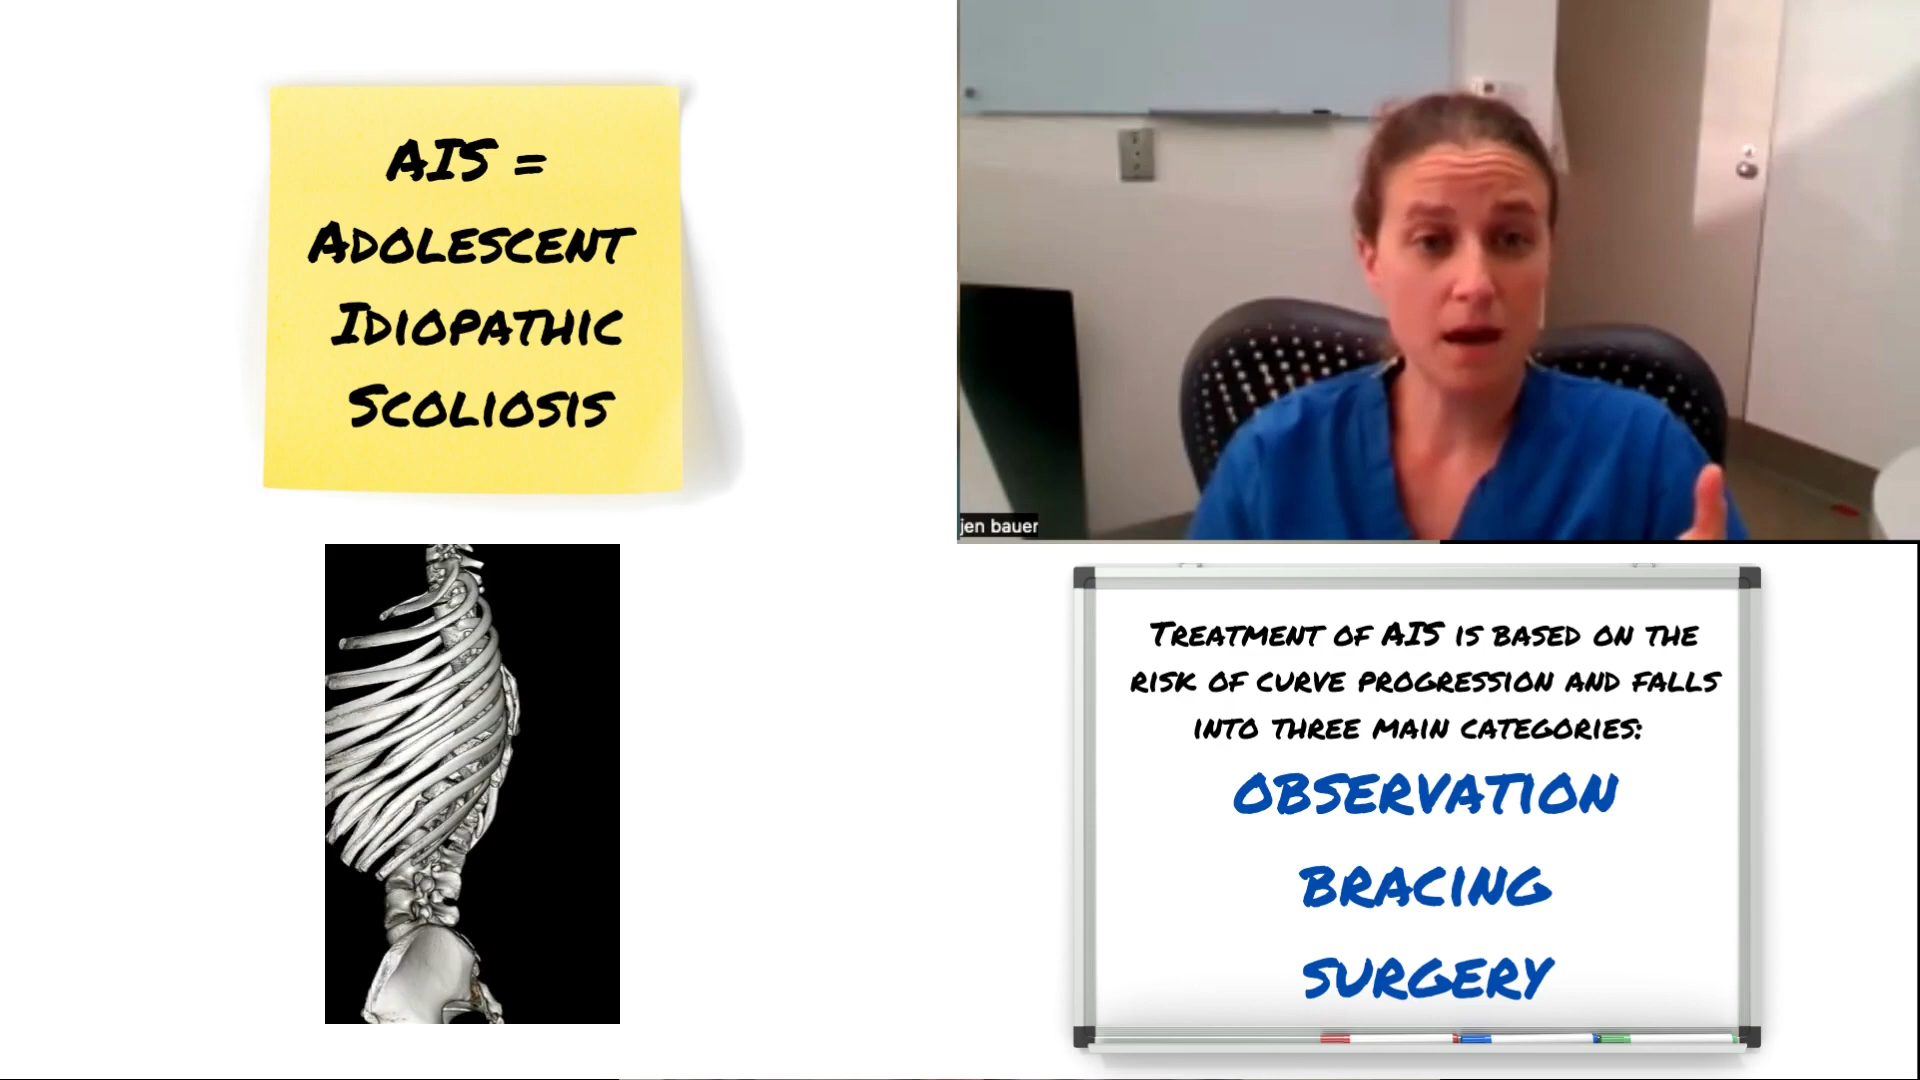 AIS =
Adolescent
Idiopathic
Scoliosis
jen bauer
Treatment of AIS is based on the
risk of curve progression and falls
into three main categories:
OBSERVATION
BRACING
SURGERY